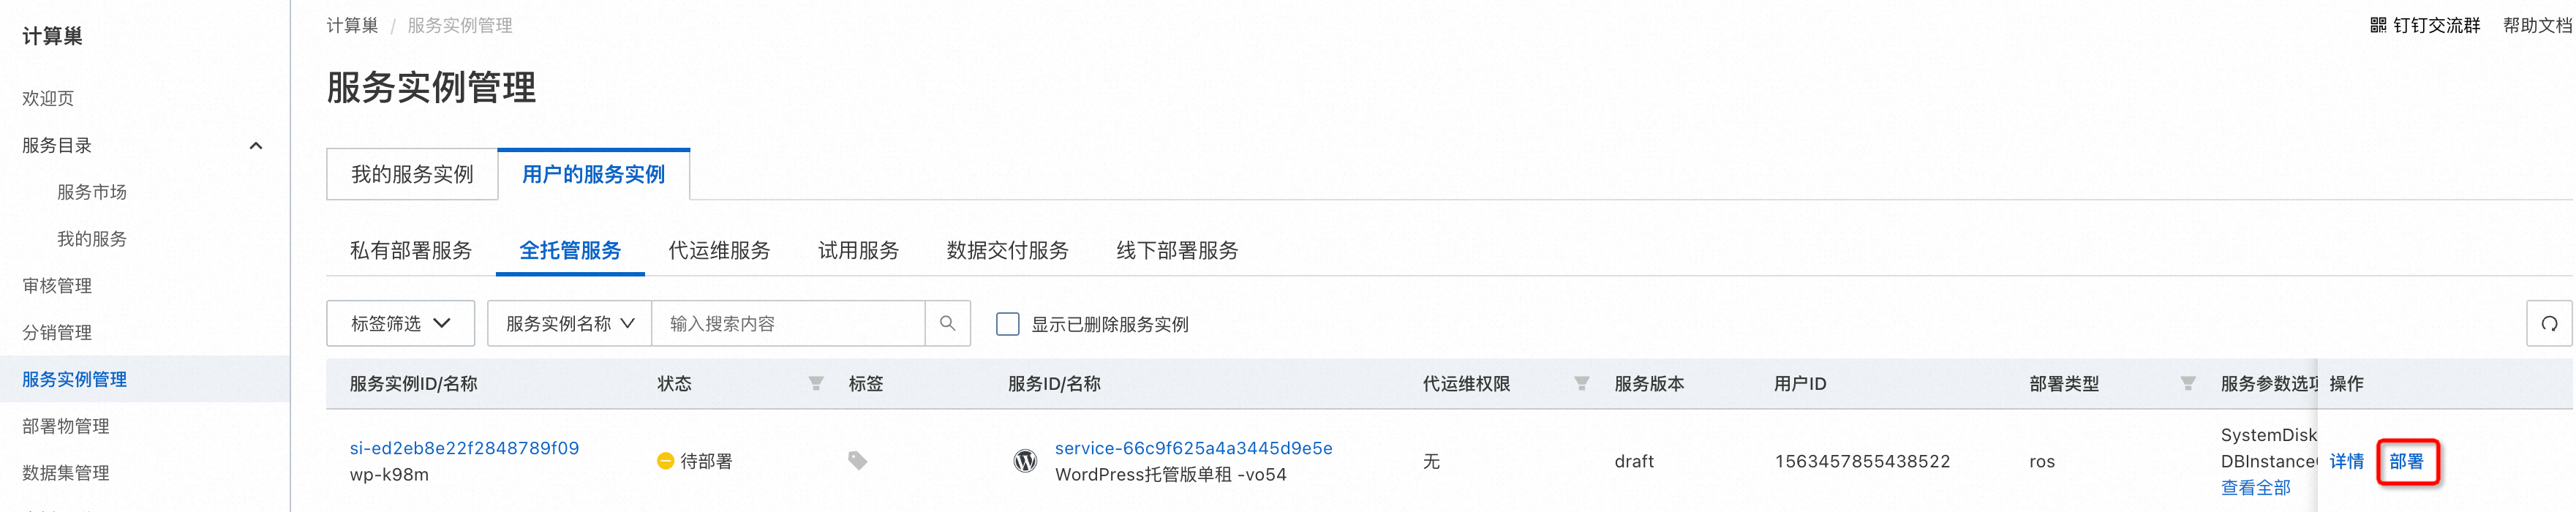 计算巢
欢迎页
服务目录
服务市场
我的服务
审核管理
分销管理
服务实例管理
部署物管理
数据集管理
计算巢 / 服务实例管理
钉钉交流群 帮助文档
服务实例管理
我的服务实例 用户的服务实例
私有部署服务 全托管服务 代运维服务 试用服务 数据交付服务 线下部署服务
标签筛选 服务实例名称 输入搜索内容 显示已删除服务实例
服务实例ID/名称 状态 标签 服务ID/名称 代运维权限 服务版本 用户ID 部署类型 服务参数选项 操作
si-ed2eb8e22f2848789f09
wp-k98m
待部署
service-66c9f625a4a3445d9e5e
WordPress托管版单租 -vo54
无
draft
1563457855438522
ros
SystemDisk
DBInstance
查看全部
详情 部署